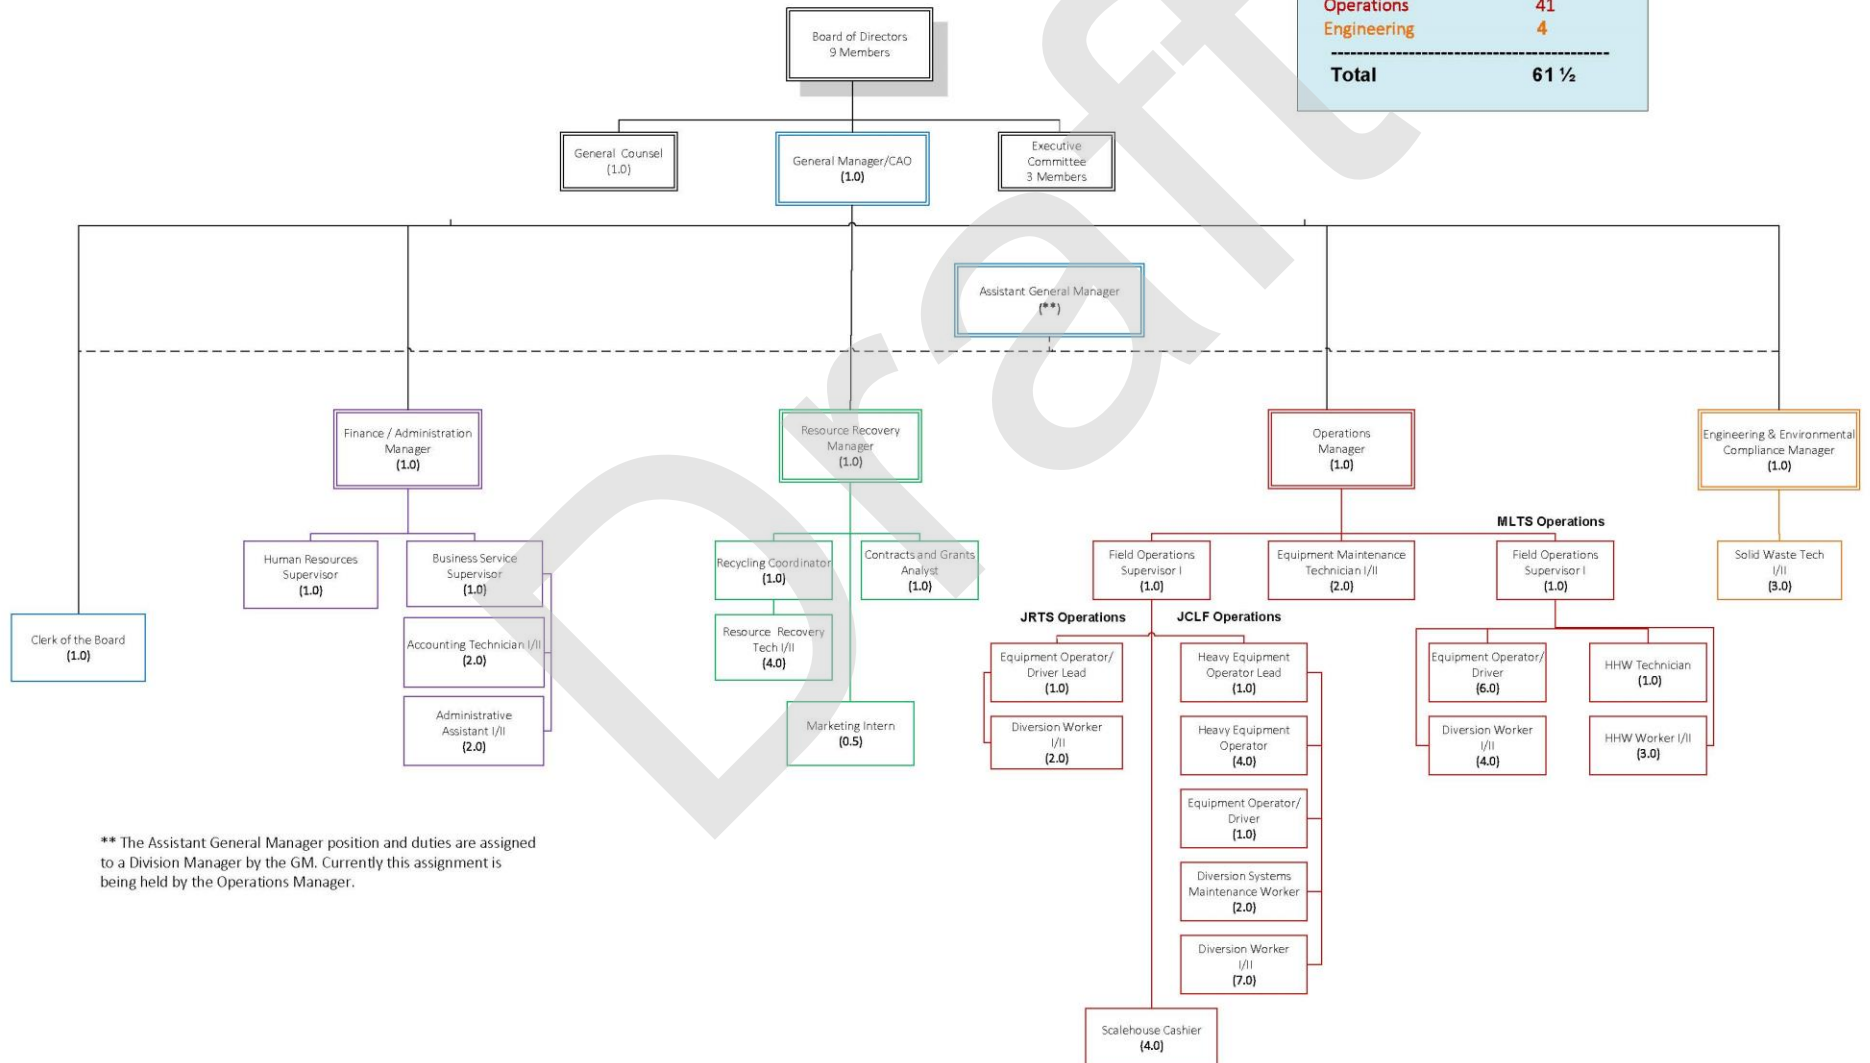 Operations 41
Engineering 4
--------------------------------------------
Total 61 ½
Board of Directors
9 Members
General Counsel
(1.0)
General Manager/CAO
(1.0)
Executive
Committee
3 Members
Assistant General Manager
(**)
Finance / Administration
Manager
(1.0)
Resource Recovery
Manager
(1.0)
Operations
Manager
(1.0)
Engineering & Environmental
Compliance Manager
(1.0)
MLTS Operations
Human Resources
Supervisor
(1.0)
Business Service
Supervisor
(1.0)
Recycling Coordinator
(1.0)
Contracts and Grants
Analyst
(1.0)
Field Operations
Supervisor I
(1.0)
Equipment Maintenance
Technician I/II
(2.0)
Field Operations
Supervisor I
(1.0)
Solid Waste Tech
I/II
(3.0)
Clerk of the Board
(1.0)
Accounting Technician I/II
(2.0)
Administrative
Assistant I/II
(2.0)
Resource Recovery
Tech I/II
(4.0)
Marketing Intern
(0.5)
JRTS Operations
JCLF Operations
Equipment Operator/
Driver Lead
(1.0)
Diversion Worker
I/II
(2.0)
Heavy Equipment
Operator Lead
(1.0)
Heavy Equipment
Operator
(4.0)
Equipment Operator/
Driver
(1.0)
Diversion Systems
Maintenance Worker
(2.0)
Diversion Worker
I/II
(7.0)
Equipment Operator/
Driver
(6.0)
Diversion Worker
I/II
(4.0)
HHW Technician
(1.0)
HHW Worker I/II
(3.0)
Scalehouse Cashier
(4.0)
** The Assistant General Manager position and duties are assigned
to a Division Manager by the GM. Currently this assignment is
being held by the Operations Manager.
Draft